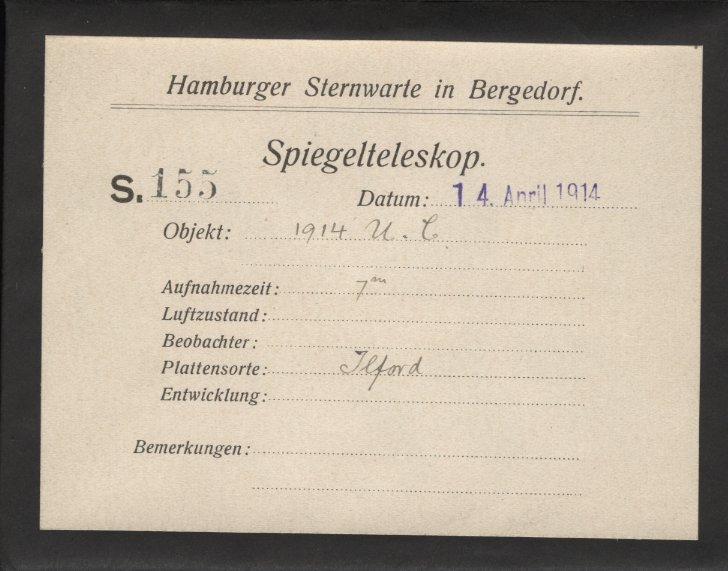 Hamburger Sternwarte in Bergedorf.
Spiegelteleskop.
S. 155
Datum: 14. April 1914
Objekt: 1914 U. C.
Aufnahmezeit: 7m
Luftzustand:
Beobachter:
Plattensorte: Ilford
Entwicklung:
Bemerkungen: